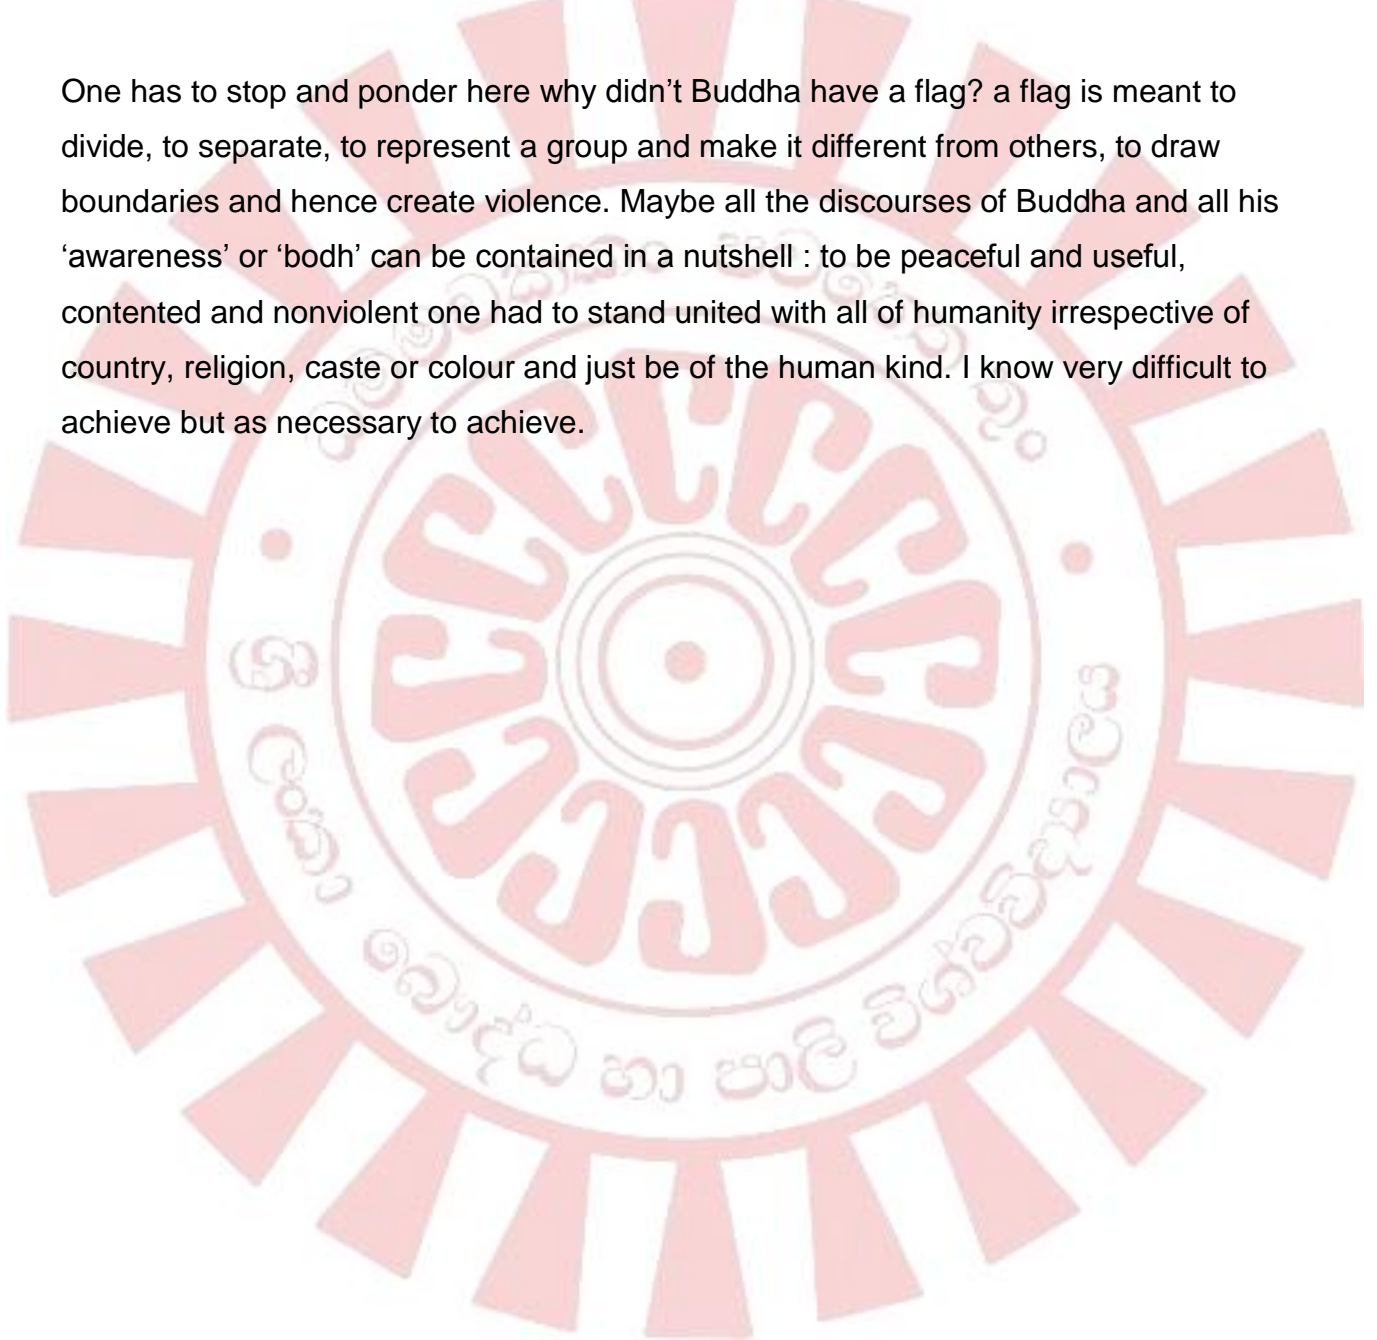 One has to stop and ponder here why didn’t Buddha have a flag? a flag is meant to
divide, to separate, to represent a group and make it different from others, to draw
boundaries and hence create violence. Maybe all the discourses of Buddha and all his
‘awareness’ or ‘bodh’ can be contained in a nutshell : to be peaceful and useful,
contented and nonviolent one had to stand united with all of humanity irrespective of
country, religion, caste or colour and just be of the human kind. I know very difficult to
achieve but as necessary to achieve.
ශ්‍රී ලංකා බෞද්ධ හා පාලි විශ්වවිද්‍යාලය